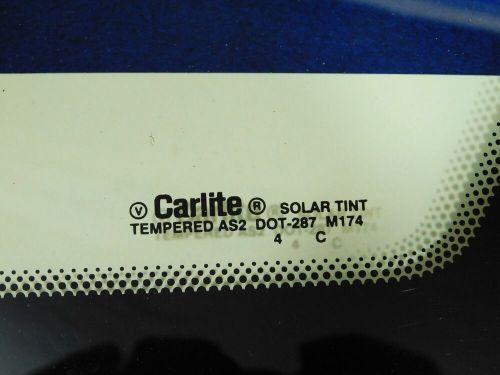 Ⓥ Carlite ® SOLAR TINT
TEMPERED AS2 DOT-287 M174
4 C